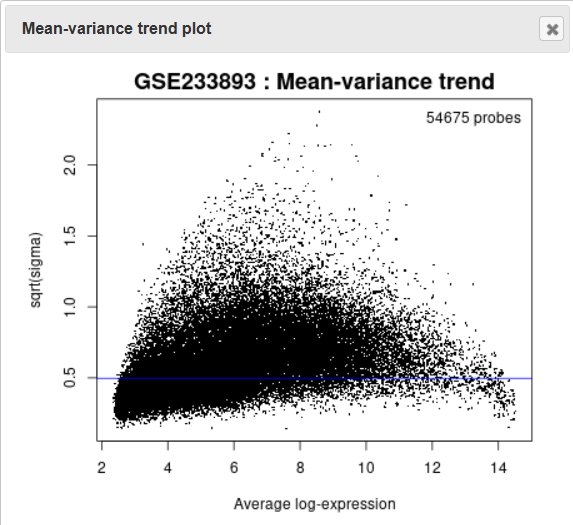 Mean-variance trend plot
GSE233893 : Mean-variance trend
54675 probes
2.0
1.5
1.0
0.5
sqrt(sigma)
2 4 6 8 10 12 14
Average log-expression